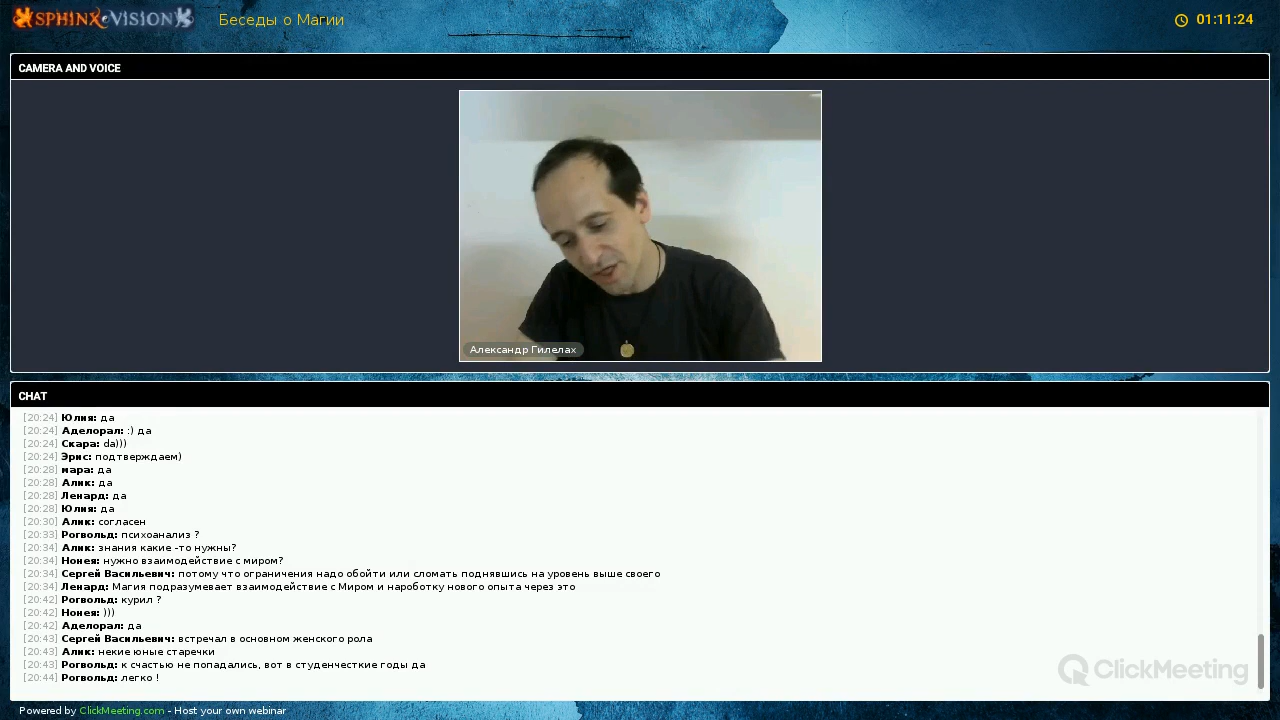 SPHINX VISION Беседы о Магии 01:11:24
CAMERA AND VOICE
Александр Гилелах
CHAT
[20:24] Юлия: да
[20:24] Аделорал: :) да
[20:24] Скара: da)))
[20:24] Эрис: подтверждаем)
[20:28] мара: да
[20:28] Алик: да
[20:28] Ленард: да
[20:28] Юлия: да
[20:30] Алик: согласен
[20:33] Рогвольд: психоанализ ?
[20:34] Алик: знания какие -то нужны?
[20:34] Нонея: нужно взаимодействие с миром?
[20:34] Сергей Васильевич: потому что ограничения надо обойти или сломать поднявшись на уровень выше своего
[20:34] Ленард: Магия подразумевает взаимодействие с Миром и нароботку нового опыта через это
[20:42] Рогвольд: курил ?
[20:42] Нонея: )))
[20:42] Аделорал: да
[20:43] Сергей Васильевич: встречал в основном женского рола
[20:43] Алик: некие юные старечки
[20:43] Рогвольд: к счастью не попадались, вот в студенчесткие годы да
[20:44] Рогвольд: легко !
ClickMeeting
Powered by ClickMeeting.com - Host your own webinar